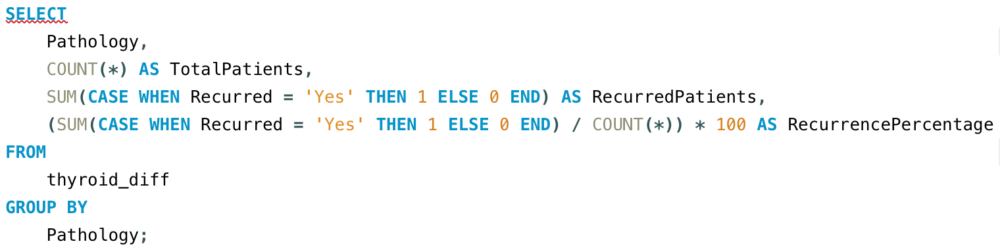 SELECT
    Pathology,
    COUNT(*) AS TotalPatients,
    SUM(CASE WHEN Recurred = 'Yes' THEN 1 ELSE 0 END) AS RecurredPatients,
    (SUM(CASE WHEN Recurred = 'Yes' THEN 1 ELSE 0 END) / COUNT(*)) * 100 AS RecurrencePercentage
FROM
    thyroid_diff
GROUP BY
    Pathology;